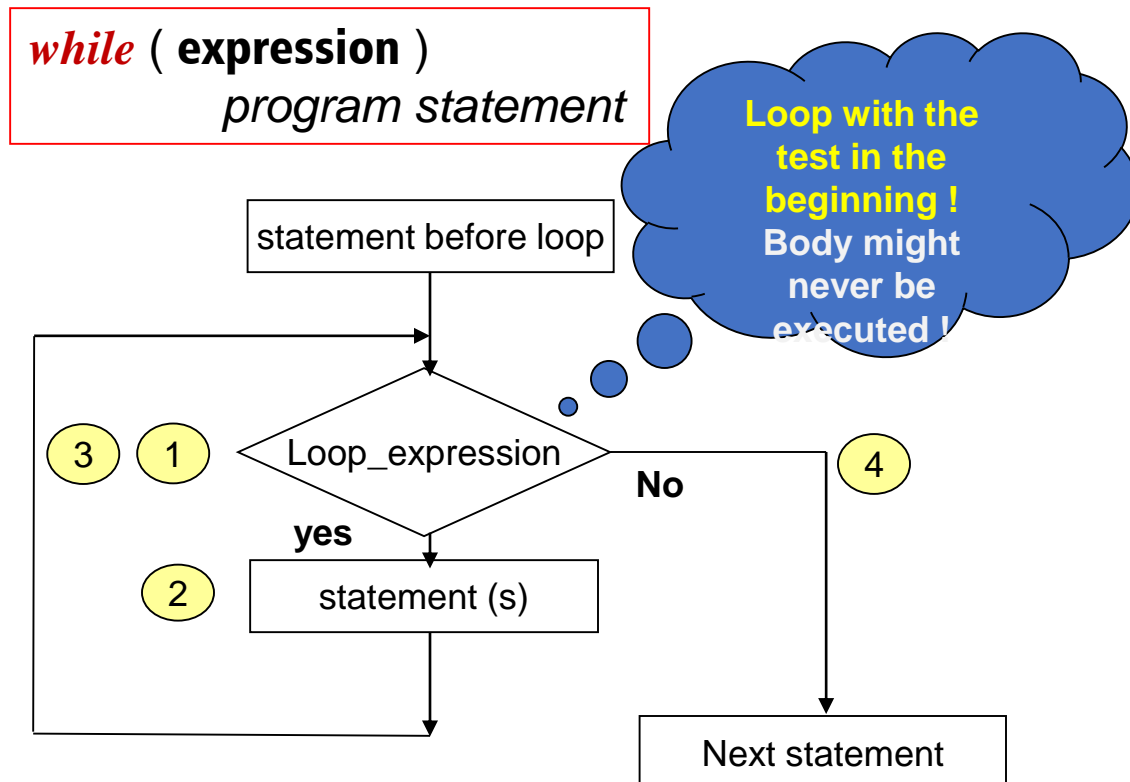 while ( expression )
program statement
Loop with the
test in the
beginning !
Body might
never be
executed !
statement before loop
3 1 Loop_expression 4
No
yes
2 statement (s)
Next statement